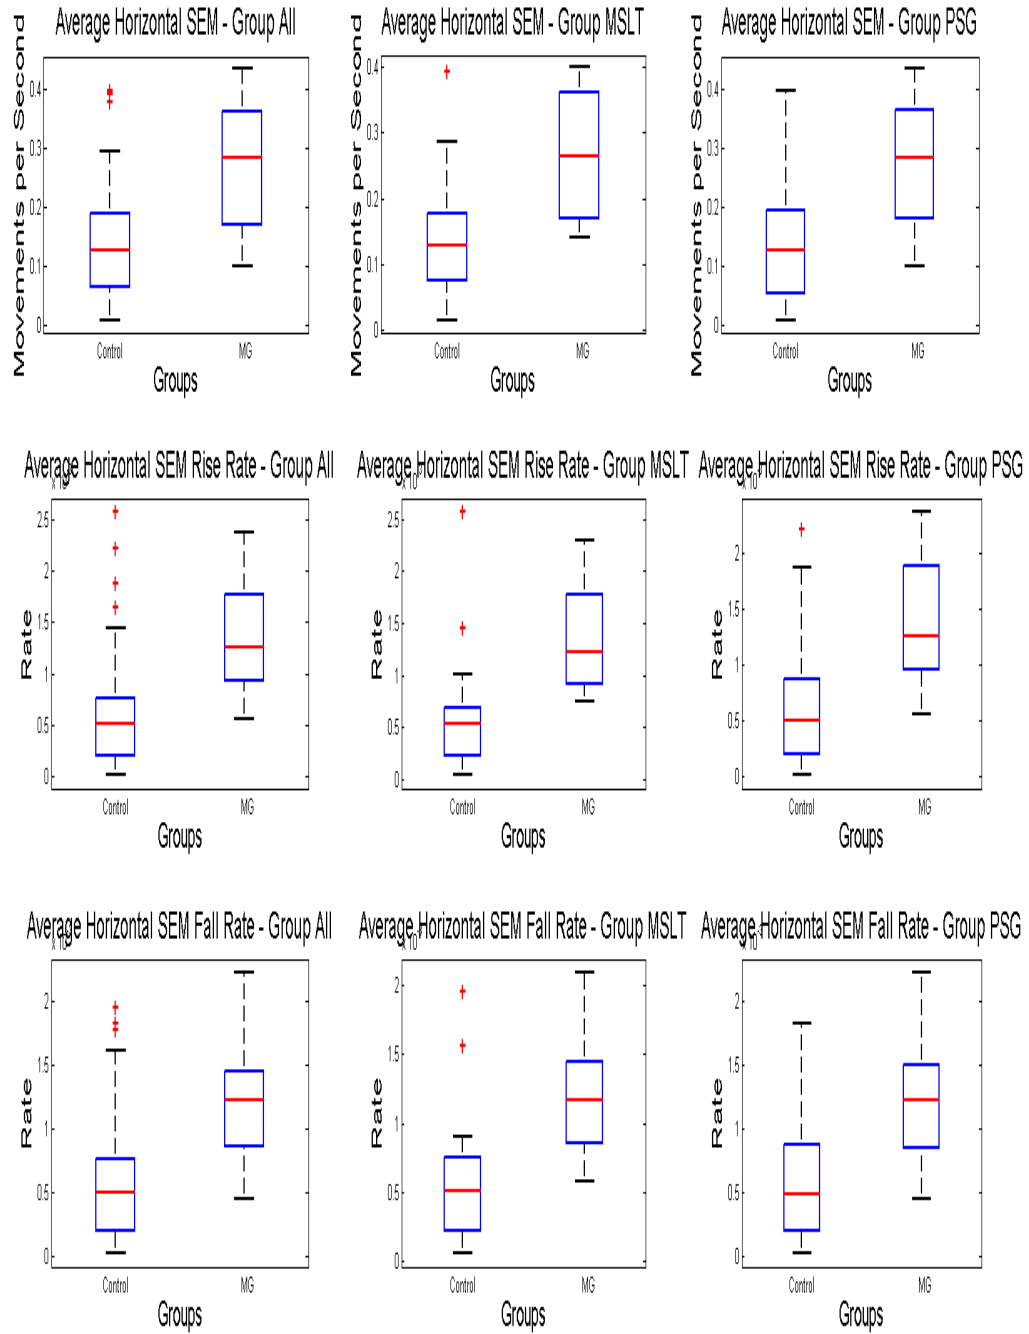 Average Horizontal SEM - Group All
Movements per Second
0.4
0.3
0.2
0.1
0
Control MG
Groups
Average Horizontal SEM - Group MSLT
Movements per Second
0.4
0.3
0.2
0.1
0
Control MG
Groups
Average Horizontal SEM - Group PSG
Movements per Second
0.4
0.3
0.2
0.1
0
Control MG
Groups
Average Horizontal SEM Rise Rate - Group All
Rate
2.5
2
1.5
1
0.5
0
Control MG
Groups
Average Horizontal SEM Rise Rate - Group MSLT
Rate
2.5
2
1.5
1
0.5
0
Control MG
Groups
Average Horizontal SEM Rise Rate - Group PSG
Rate
2
1.5
1
0.5
0
Control MG
Groups
Average Horizontal SEM Fall Rate - Group All
Rate
2
1.5
1
0.5
0
Control MG
Groups
Average Horizontal SEM Fall Rate - Group MSLT
Rate
2
1.5
1
0.5
0
Control MG
Groups
Average Horizontal SEM Fall Rate - Group PSG
Rate
2
1.5
1
0.5
0
Control MG
Groups